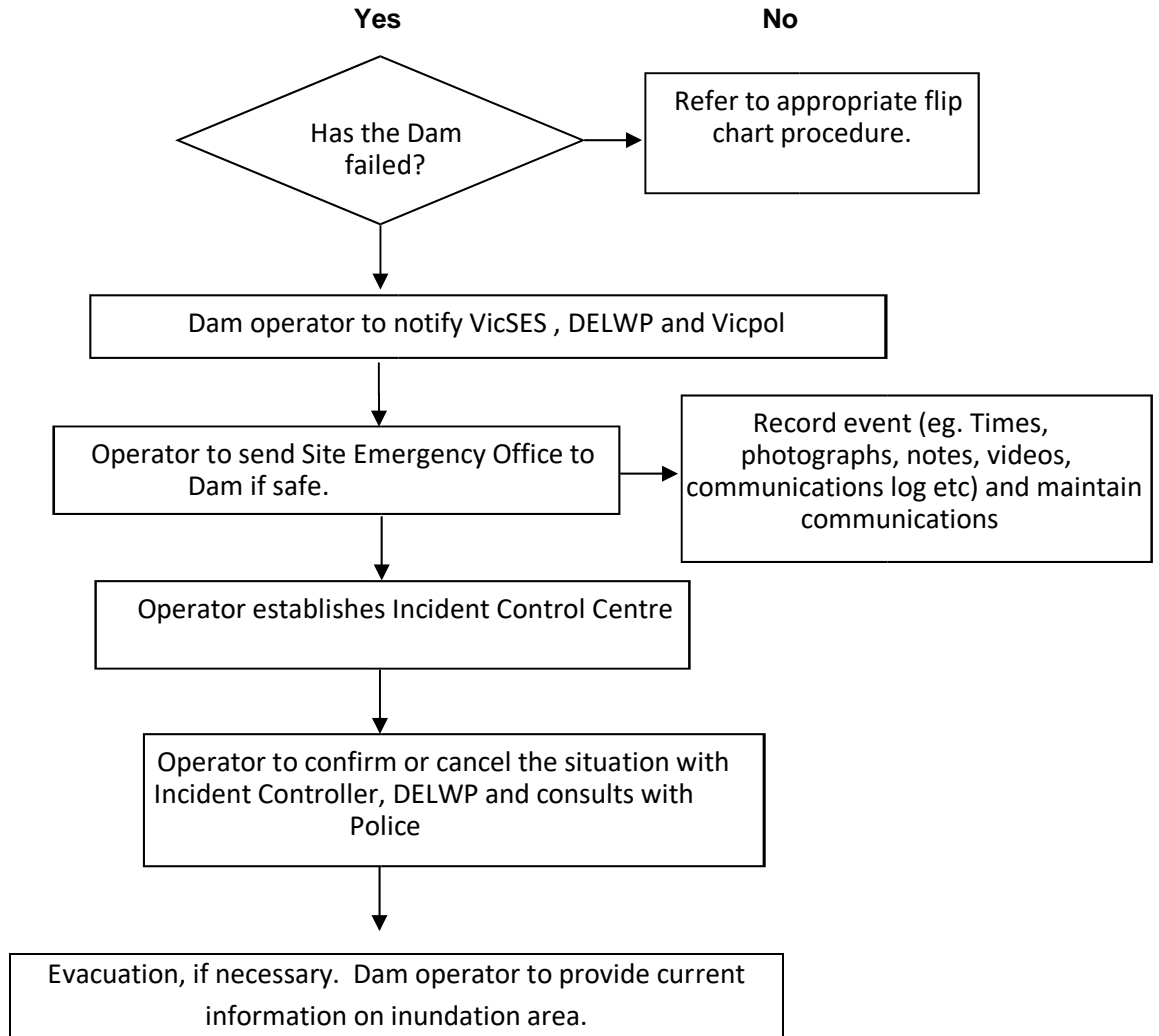 Yes
No
Has the Dam
failed?
Refer to appropriate flip
chart procedure.
Dam operator to notify VicSES , DELWP and Vicpol
Operator to send Site Emergency Office to
Dam if safe.
Record event (eg. Times,
photographs, notes, videos,
communications log etc) and maintain
communications
Operator establishes Incident Control Centre
Operator to confirm or cancel the situation with
Incident Controller, DELWP and consults with
Police
Evacuation, if necessary. Dam operator to provide current
information on inundation area.